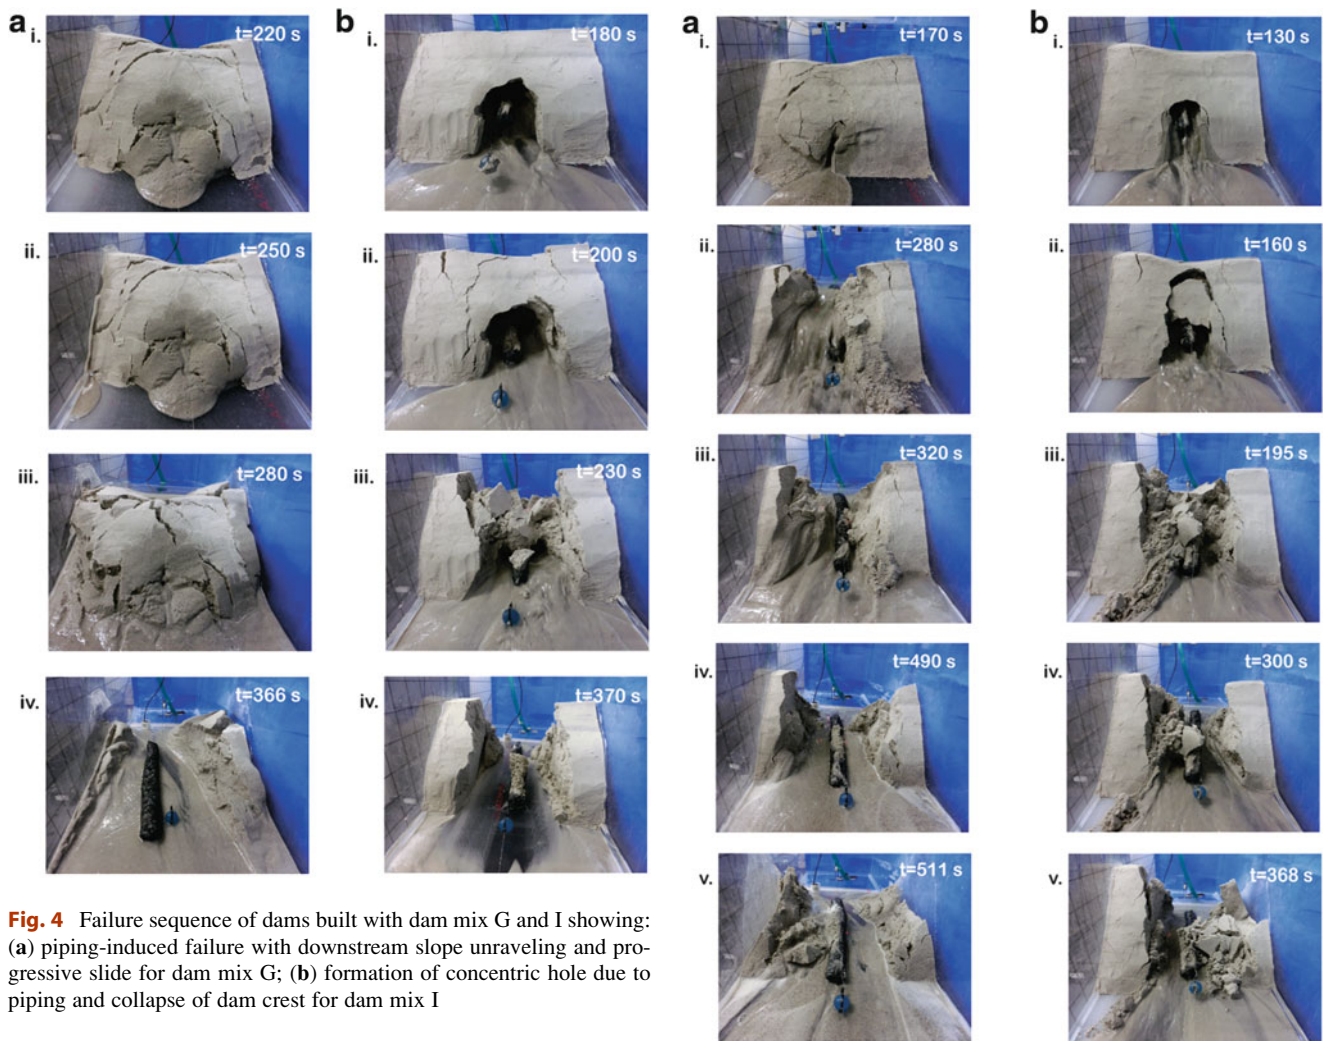 a
i.
t=220 s
ii.
t=250 s
iii.
t=280 s
iv.
t=366 s
b
i.
t=180 s
ii.
t=200 s
iii.
t=230 s
iv.
t=370 s
Fig. 4 Failure sequence of dams built with dam mix G and I showing:
(a) piping-induced failure with downstream slope unraveling and pro-
gressive slide for dam mix G; (b) formation of concentric hole due to
piping and collapse of dam crest for dam mix I
a
i.
t=170 s
ii.
t=280 s
iii.
t=320 s
iv.
t=490 s
v.
t=511 s
b
i.
t=130 s
ii.
t=160 s
iii.
t=195 s
iv.
t=300 s
v.
t=368 s